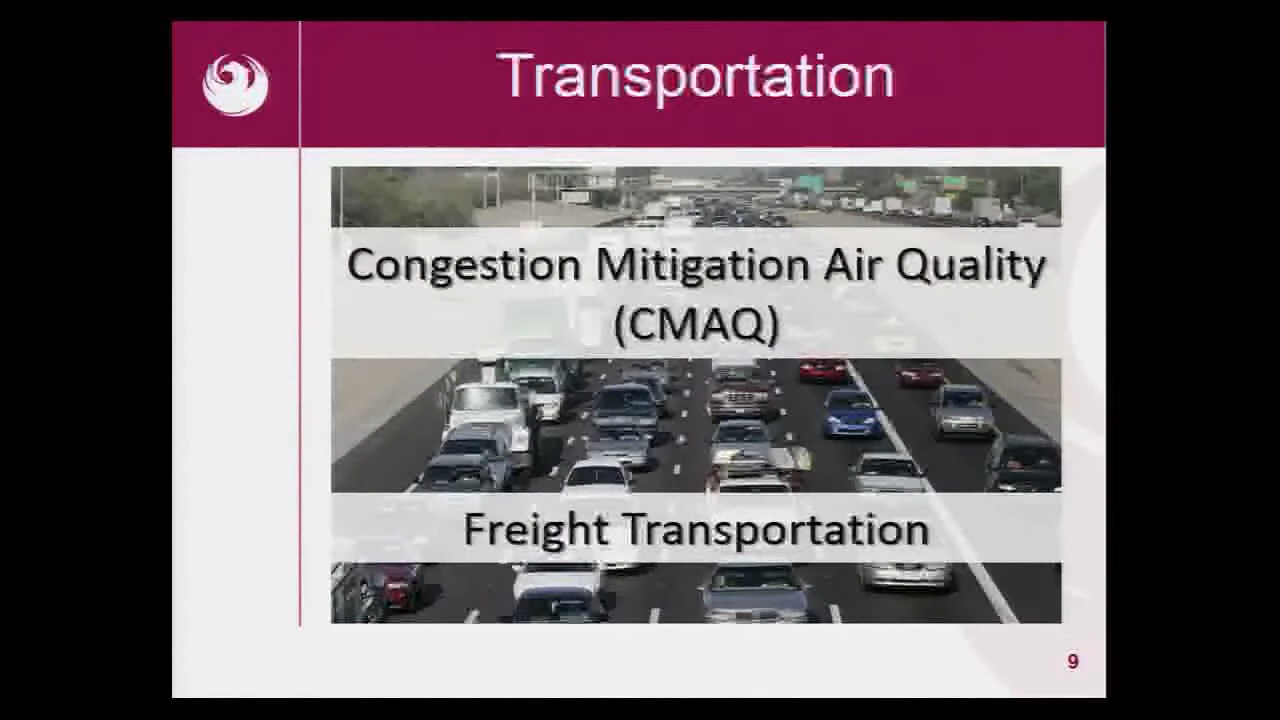 Transportation
Congestion Mitigation Air Quality
(CMAQ)
Freight Transportation
9